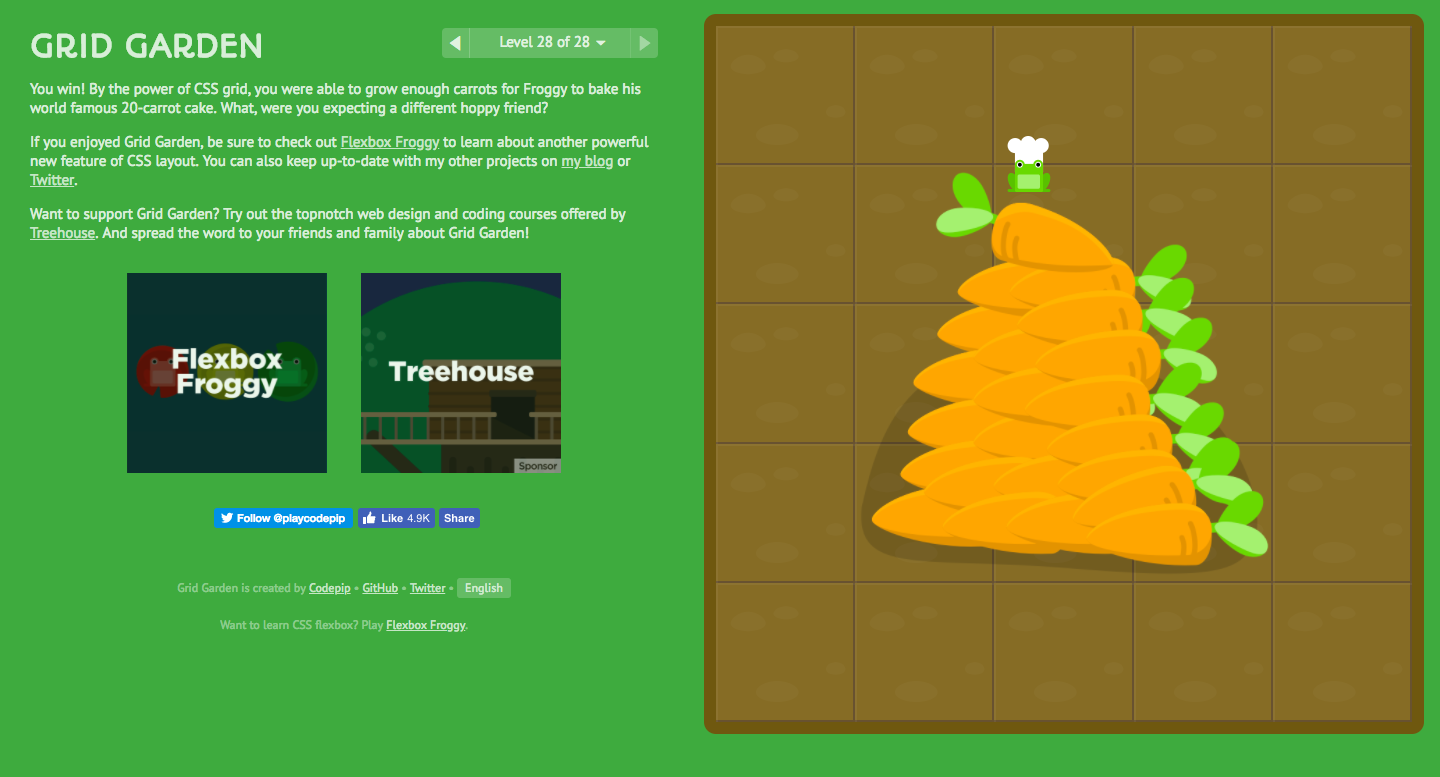 GRID GARDEN
Level 28 of 28
You win! By the power of CSS grid, you were able to grow enough carrots for Froggy to bake his
world famous 20-carrot cake. What, were you expecting a different hoppy friend?
If you enjoyed Grid Garden, be sure to check out Flexbox Froggy to learn about another powerful
new feature of CSS layout. You can also keep up-to-date with my other projects on my blog or
Twitter.
Want to support Grid Garden? Try out the topnotch web design and coding courses offered by
Treehouse. And spread the word to your friends and family about Grid Garden!
Flexbox
Froggy
Treehouse
Sponsor
Follow @playcodepip
Like 4.9K
Share
Grid Garden is created by Codepip • GitHub • Twitter • English
Want to learn CSS flexbox? Play Flexbox Froggy.